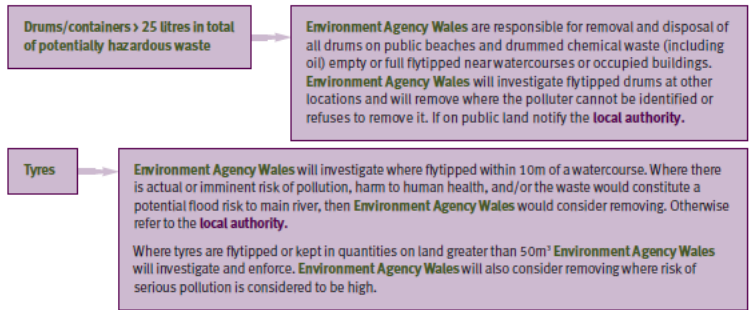 Drums/containers > 25 litres in total
of potentially hazardous waste
Environment Agency Wales are responsible for removal and disposal of
all drums on public beaches and drummed chemical waste (including
oil) empty or full flytipped near watercourses or occupied buildings.
Environment Agency Wales will investigate flytipped drums at other
locations and will remove where the polluter cannot be identified or
refuses to remove it. If on public land notify the local authority.
Tyres
Environment Agency Wales will investigate where flytipped within 10m of a watercourse. Where there
is actual or imminent risk of pollution, harm to human health, and/or the waste would constitute a
potential flood risk to main river, then Environment Agency Wales would consider removing. Otherwise
refer to the local authority.
Where tyres are flytipped or kept in quantities on land greater than 50m³ Environment Agency Wales
will investigate and enforce. Environment Agency Wales will also consider removing where risk of
serious pollution is considered to be high.